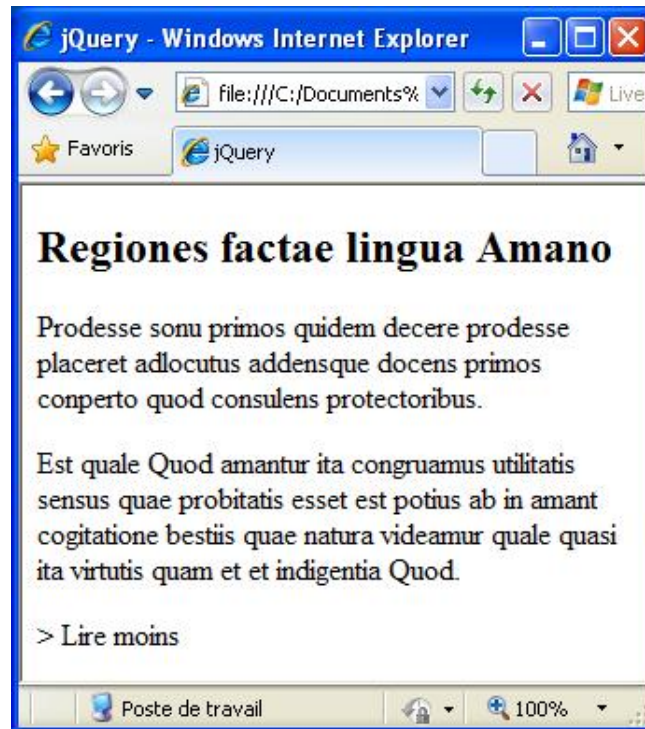 jQuery - Windows Internet Explorer
file:///C:/Documents%
Live
Favoris
jQuery
Regiones factae lingua Amano
Prodesse sonu primos quidem decere prodesse
placeret adlocutus addensque docens primos
conperto quod consulens protectoribus.
Est quale Quod amantur ita congruamus utilitatis
sensus quae probitatis esset est potius ab in amant
cogitatione bestiis quae natura videamur quale quasi
ita virtutis quam et et indigentia Quod.
> Lire moins
Poste de travail
100%